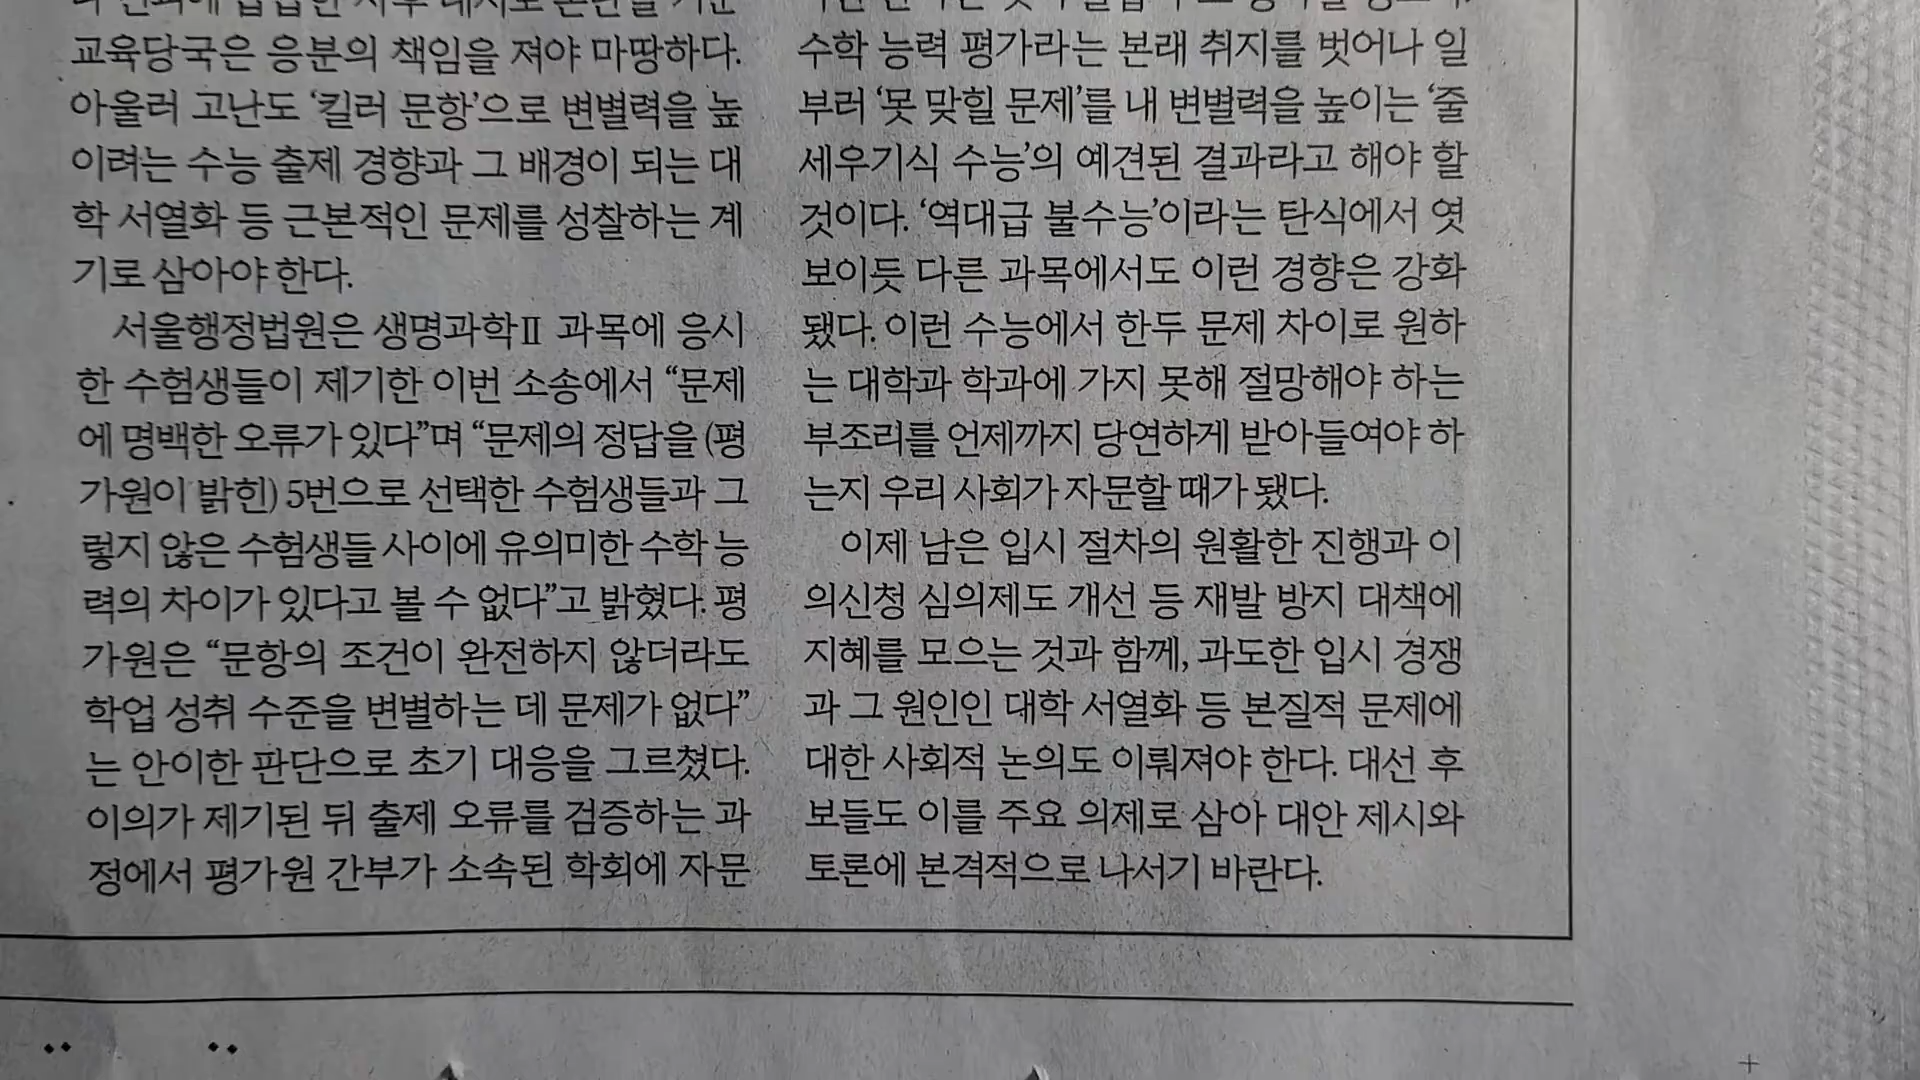 교육당국은 응분의 책임을 져야 마땅하다.
아울러 고난도 ‘킬러 문항’으로 변별력을 높
이려는 수능 출제 경향과 그 배경이 되는 대
학 서열화 등 근본적인 문제를 성찰하는 계
기로 삼아야 한다.
서울행정법원은 생명과학Ⅱ 과목에 응시
한 수험생들이 제기한 이번 소송에서 “문제
에 명백한 오류가 있다”며 “문제의 정답을 (평
가원이 밝힌) 5번으로 선택한 수험생들과 그
렇지 않은 수험생들 사이에 유의미한 수학 능
력의 차이가 있다고 볼 수 없다”고 밝혔다. 평
가원은 “문항의 조건이 완전하지 않더라도
학업 성취 수준을 변별하는 데 문제가 없다”
는 안이한 판단으로 초기 대응을 그르쳤다.
이의가 제기된 뒤 출제 오류를 검증하는 과
정에서 평가원 간부가 소속된 학회에 자문
수학 능력 평가라는 본래 취지를 벗어나 일
부러 ‘못 맞힐 문제’를 내 변별력을 높이는 ‘줄
세우기식 수능’의 예견된 결과라고 해야 할
것이다. ‘역대급 불수능’이라는 탄식에서 엿
보이듯 다른 과목에서도 이런 경향은 강화
됐다. 이런 수능에서 한두 문제 차이로 원하
는 대학과 학과에 가지 못해 절망해야 하는
부조리를 언제까지 당연하게 받아들여야 하
는지 우리 사회가 자문할 때가 됐다.
이제 남은 입시 절차의 원활한 진행과 이
의신청 심의제도 개선 등 재발 방지 대책에
지혜를 모으는 것과 함께, 과도한 입시 경쟁
과 그 원인인 대학 서열화 등 본질적 문제에
대한 사회적 논의도 이뤄져야 한다. 대선 후
보들도 이를 주요 의제로 삼아 대안 제시와
토론에 본격적으로 나서기 바란다.